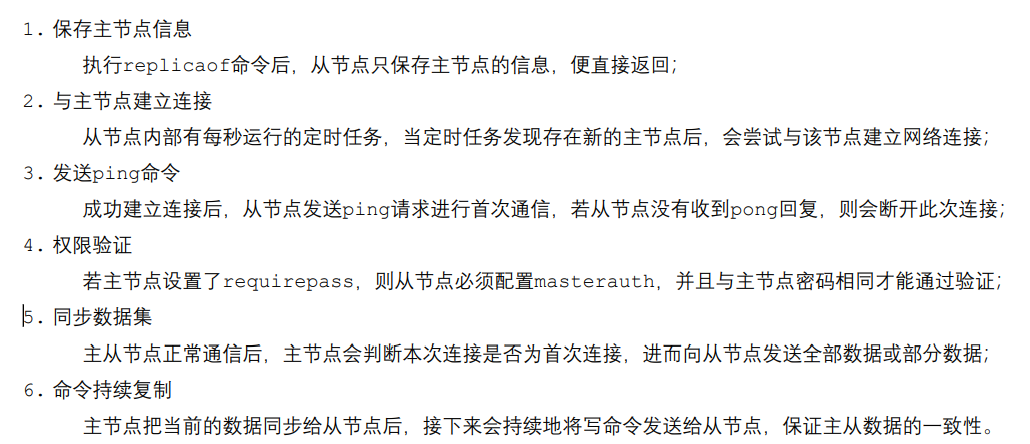 1. 保存主节点信息
执行replicaof命令后，从节点只保存主节点的信息，便直接返回；
2. 与主节点建立连接
从节点内部有每秒运行的定时任务，当定时任务发现存在新的主节点后，会尝试与该节点建立网络连接；
3. 发送ping命令
成功建立连接后，从节点发送ping请求进行首次通信，若从节点没有收到pong回复，则会断开此次连接；
4. 权限验证
若主节点设置了requirepass，则从节点必须配置masterauth，并且与主节点密码相同才能通过验证；
5. 同步数据集
主从节点正常通信后，主节点会判断本次连接是否为首次连接，进而向从节点发送全部数据或部分数据；
6. 命令持续复制
主节点把当前的数据同步给从节点后，接下来会持续地将写命令发送给从节点，保证主从数据的一致性。